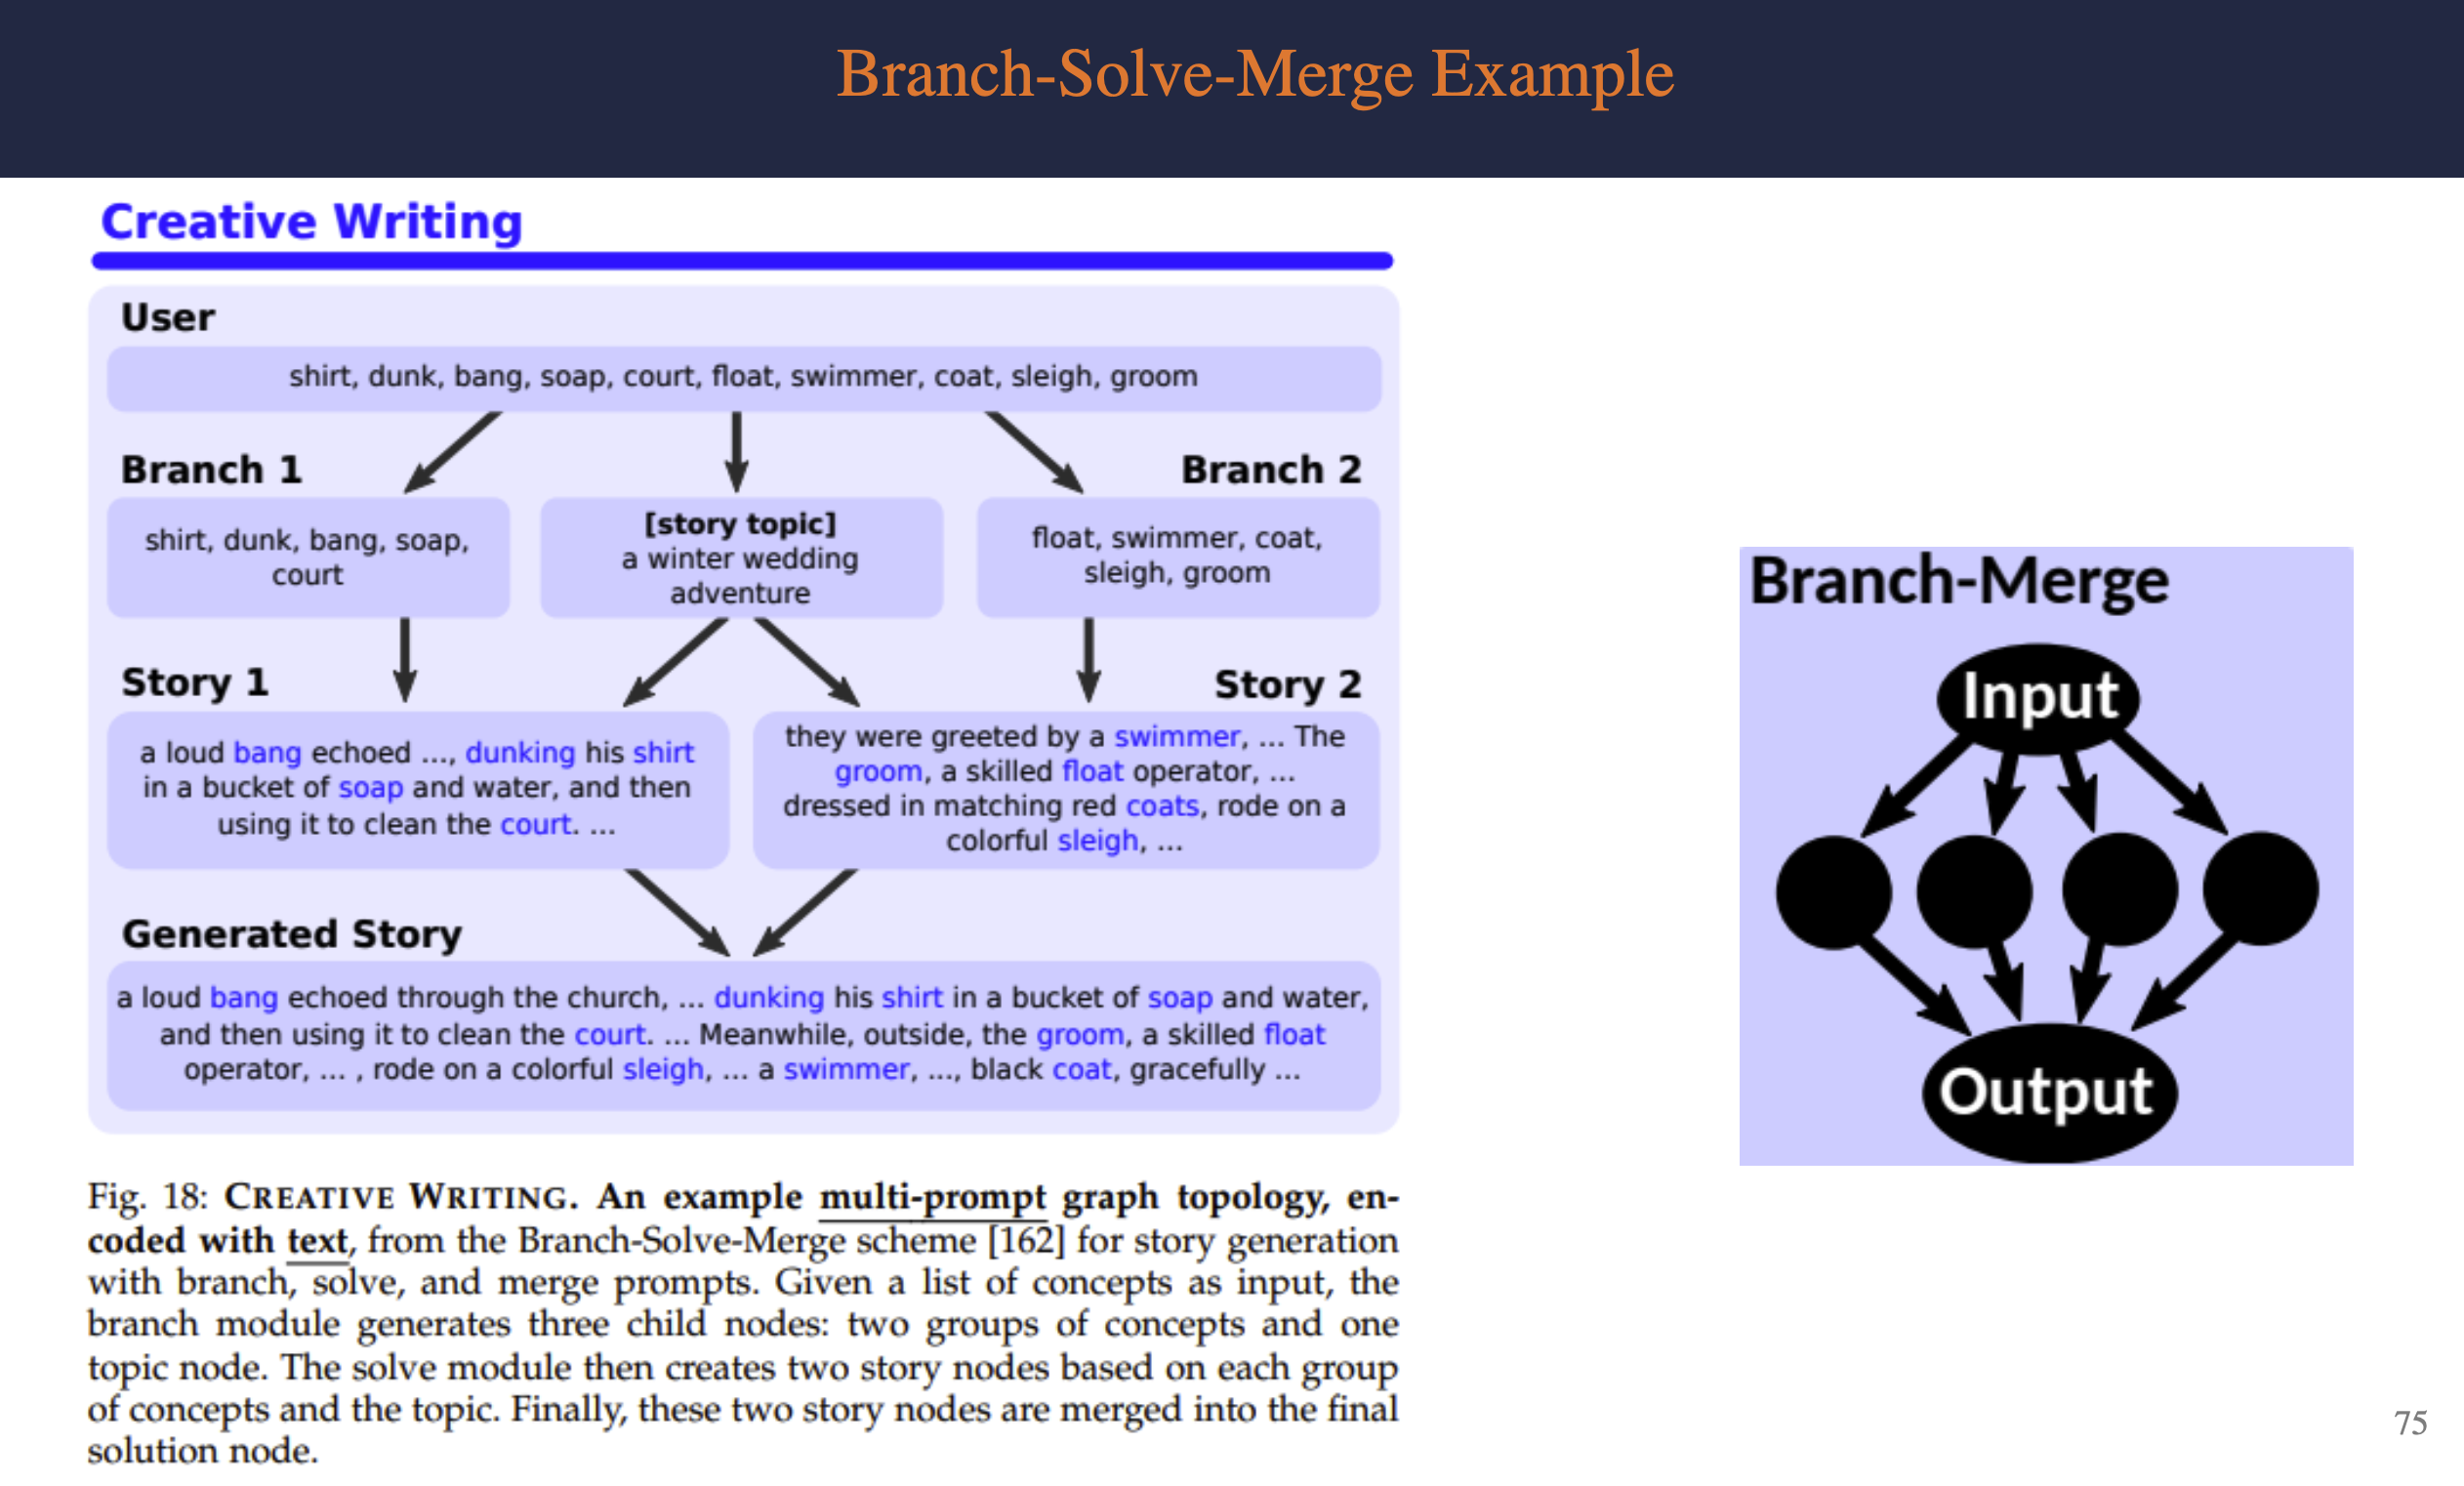 Branch-Solve-Merge Example
Creative Writing
User
shirt, dunk, bang, soap, court, float, swimmer, coat, sleigh, groom
Branch 1
Branch 2
shirt, dunk, bang, soap,
court
[story topic]
a winter wedding
adventure
float, swimmer, coat,
sleigh, groom
Story 1
Story 2
a loud bang echoed ..., dunking his shirt
in a bucket of soap and water, and then
using it to clean the court. ...
they were greeted by a swimmer, ... The
groom, a skilled float operator, ...
dressed in matching red coats, rode on a
colorful sleigh, ...
Generated Story
a loud bang echoed through the church, ... dunking his shirt in a bucket of soap and water,
and then using it to clean the court. ... Meanwhile, outside, the groom, a skilled float
operator, ... , rode on a colorful sleigh, ... a swimmer, ..., black coat, gracefully ...
Fig. 18: CREATIVE WRITING. An example multi-prompt graph topology, en-
coded with text, from the Branch-Solve-Merge scheme [162] for story generation
with branch, solve, and merge prompts. Given a list of concepts as input, the
branch module generates three child nodes: two groups of concepts and one
topic node. The solve module then creates two story nodes based on each group
of concepts and the topic. Finally, these two story nodes are merged into the final
solution node.
Branch-Merge
Input
Output
75